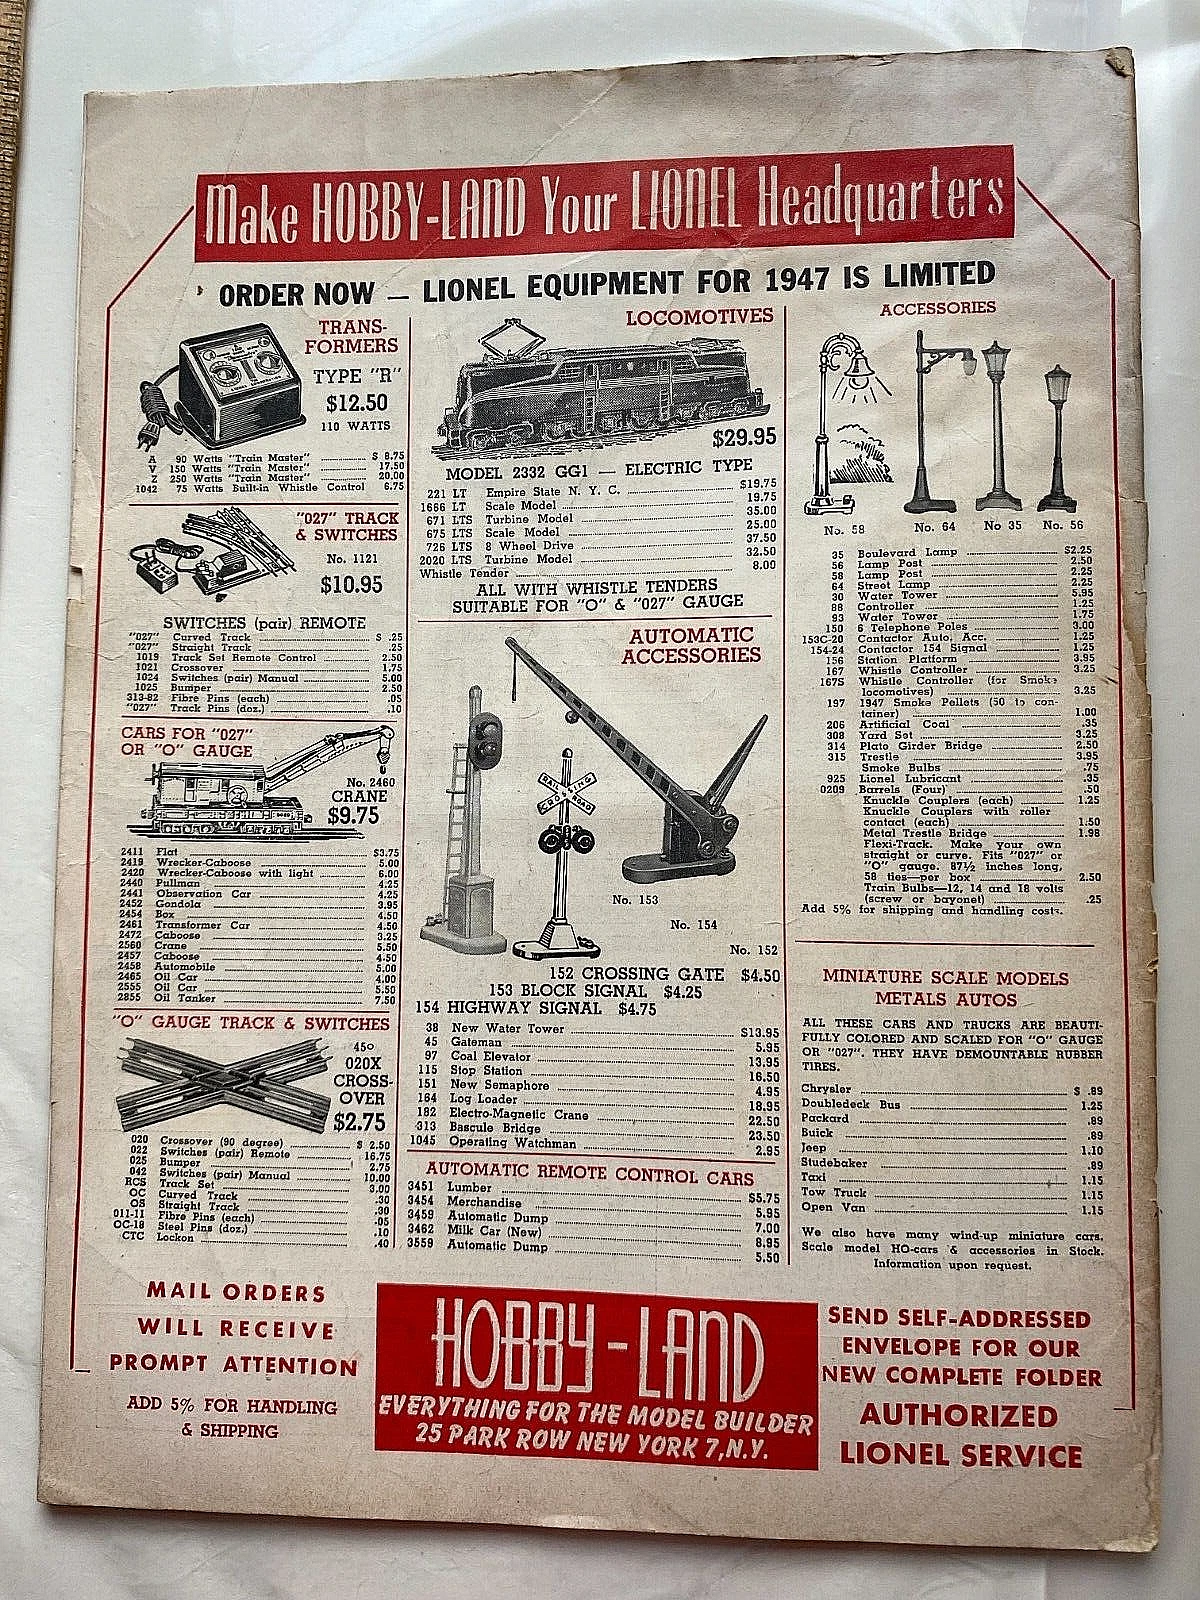 Make HOBBY-LAND Your LIONEL Headquarters
ORDER NOW — LIONEL EQUIPMENT FOR 1947 IS LIMITED
TRANS-
FORMERS
TYPE "R"
$12.50
110 WATTS
A 90 Watts "Train Master" $ 8.75
V 150 Watts "Train Master" 17.50
Z 250 Watts "Train Master" 20.00
1042 75 Watts Built-in Whistle Control 6.75
"027" TRACK
& SWITCHES
No. 1121
$10.95
SWITCHES (pair) REMOTE
"027" Curved Track $ .25
"027" Straight Track .25
1019 Track Set Remote Control 2.50
1021 Crossover 1.75
1024 Switches (pair) Manual 5.00
1025 Bumper 2.50
313-82 Fibre Pins (each) .05
"027" Track Pins (doz.) .10
CARS FOR "027"
OR "O" GAUGE
No. 2460
CRANE
$9.75
2411 Flat $3.75
2419 Wrecker-Caboose 5.00
2420 Wrecker-Caboose with light 6.00
2440 Pullman 4.25
2441 Observation Car 4.25
2452 Gondola 3.95
2454 Box 4.50
2461 Transformer Car 4.50
2472 Caboose 3.25
2560 Crane 5.50
2457 Caboose 4.50
2458 Automobile 5.00
2465 Oil Car 4.00
2555 Oil Car 5.50
2855 Oil Tanker 7.50
"O" GAUGE TRACK & SWITCHES
45o
020X
CROSS-
OVER
$2.75
020 Crossover (90 degree) $ 2.50
022 Switches (pair) Remote 16.75
025 Bumper 2.75
042 Switches (pair) Manual 10.00
RCS Track Set 3.00
OC Curved Track .30
OS Straight Track .30
011-11 Fibre Pins (each) .05
OC-18 Steel Pins (doz.) .10
CTC Lockon .40
LOCOMOTIVES
$29.95
MODEL 2332 GG1 — ELECTRIC TYPE
221 LT Empire State N. Y. C. $19.75
1666 LT Scale Model 19.75
671 LTS Turbine Model 35.00
675 LTS Scale Model 25.00
726 LTS 8 Wheel Drive 37.50
2020 LTS Turbine Model 32.50
Whistle Tender 8.00
ALL WITH WHISTLE TENDERS
SUITABLE FOR "O" & "027" GAUGE
AUTOMATIC
ACCESSORIES
RAIL WING
CRO ROAD
No. 153
No. 154
No. 152
152 CROSSING GATE $4.50
153 BLOCK SIGNAL $4.25
154 HIGHWAY SIGNAL $4.75
38 New Water Tower $13.95
45 Gateman 5.95
97 Coal Elevator 13.95
115 Stop Station 16.50
151 New Semaphore 4.95
164 Log Loader 18.95
182 Electro-Magnetic Crane 22.50
313 Bascule Bridge 23.50
1045 Operating Watchman 2.95
AUTOMATIC REMOTE CONTROL CARS
3451 Lumber $5.75
3454 Merchandise 5.95
3459 Automatic Dump 7.00
3462 Milk Car (New) 8.95
3559 Automatic Dump 5.50
ACCESSORIES
No. 58 No. 64 No 35 No. 56
35 Boulevard Lamp $2.25
56 Lamp Post 2.50
58 Lamp Post 2.25
64 Street Lamp 2.25
30 Water Tower 5.95
88 Controller 1.25
93 Water Tower 1.75
150 6 Telephone Poles 3.00
153C-20 Contactor Auto. Acc. 1.25
154-24 Contactor 154 Signal 1.25
156 Station Platform 3.95
167 Whistle Controller 3.25
167S Whistle Controller (for Smoke
locomotives) 3.25
197 1947 Smoke Pellets (50 to con-
tainer) 1.00
206 Artificial Coal .35
308 Yard Set 3.25
314 Plato Girder Bridge 2.50
315 Trestle 3.95
Smoke Bulbs .75
925 Lionel Lubricant .35
0209 Barrels (Four) .50
Knuckle Couplers (each) 1.25
Knuckle Couplers with roller
contact (each) 1.50
Metal Trestle Bridge 1.98
Flexi-Track. Make your own
straight or curve. Fits "027" or
"O" gauge. 87½ inches long,
58 ties—per box 2.50
Train Bulbs—12, 14 and 18 volts
(screw or bayonet) .25
Add 5% for shipping and handling costs.
MINIATURE SCALE MODELS
METALS AUTOS
ALL THESE CARS AND TRUCKS ARE BEAUTI-
FULLY COLORED AND SCALED FOR "O" GAUGE
OR "027". THEY HAVE DEMOUNTABLE RUBBER
TIRES.
Chrysler $ .89
Doubledeck Bus 1.25
Packard .89
Buick .89
Jeep 1.10
Studebaker .89
Taxi 1.15
Tow Truck 1.15
Open Van 1.15
We also have many wind-up miniature cars.
Scale model HO-cars & accessories in Stock.
Information upon request.
MAIL ORDERS
WILL RECEIVE
PROMPT ATTENTION
ADD 5% FOR HANDLING
& SHIPPING
HOBBY-LAND
EVERYTHING FOR THE MODEL BUILDER
25 PARK ROW NEW YORK 7, N.Y.
SEND SELF-ADDRESSED
ENVELOPE FOR OUR
NEW COMPLETE FOLDER
AUTHORIZED
LIONEL SERVICE